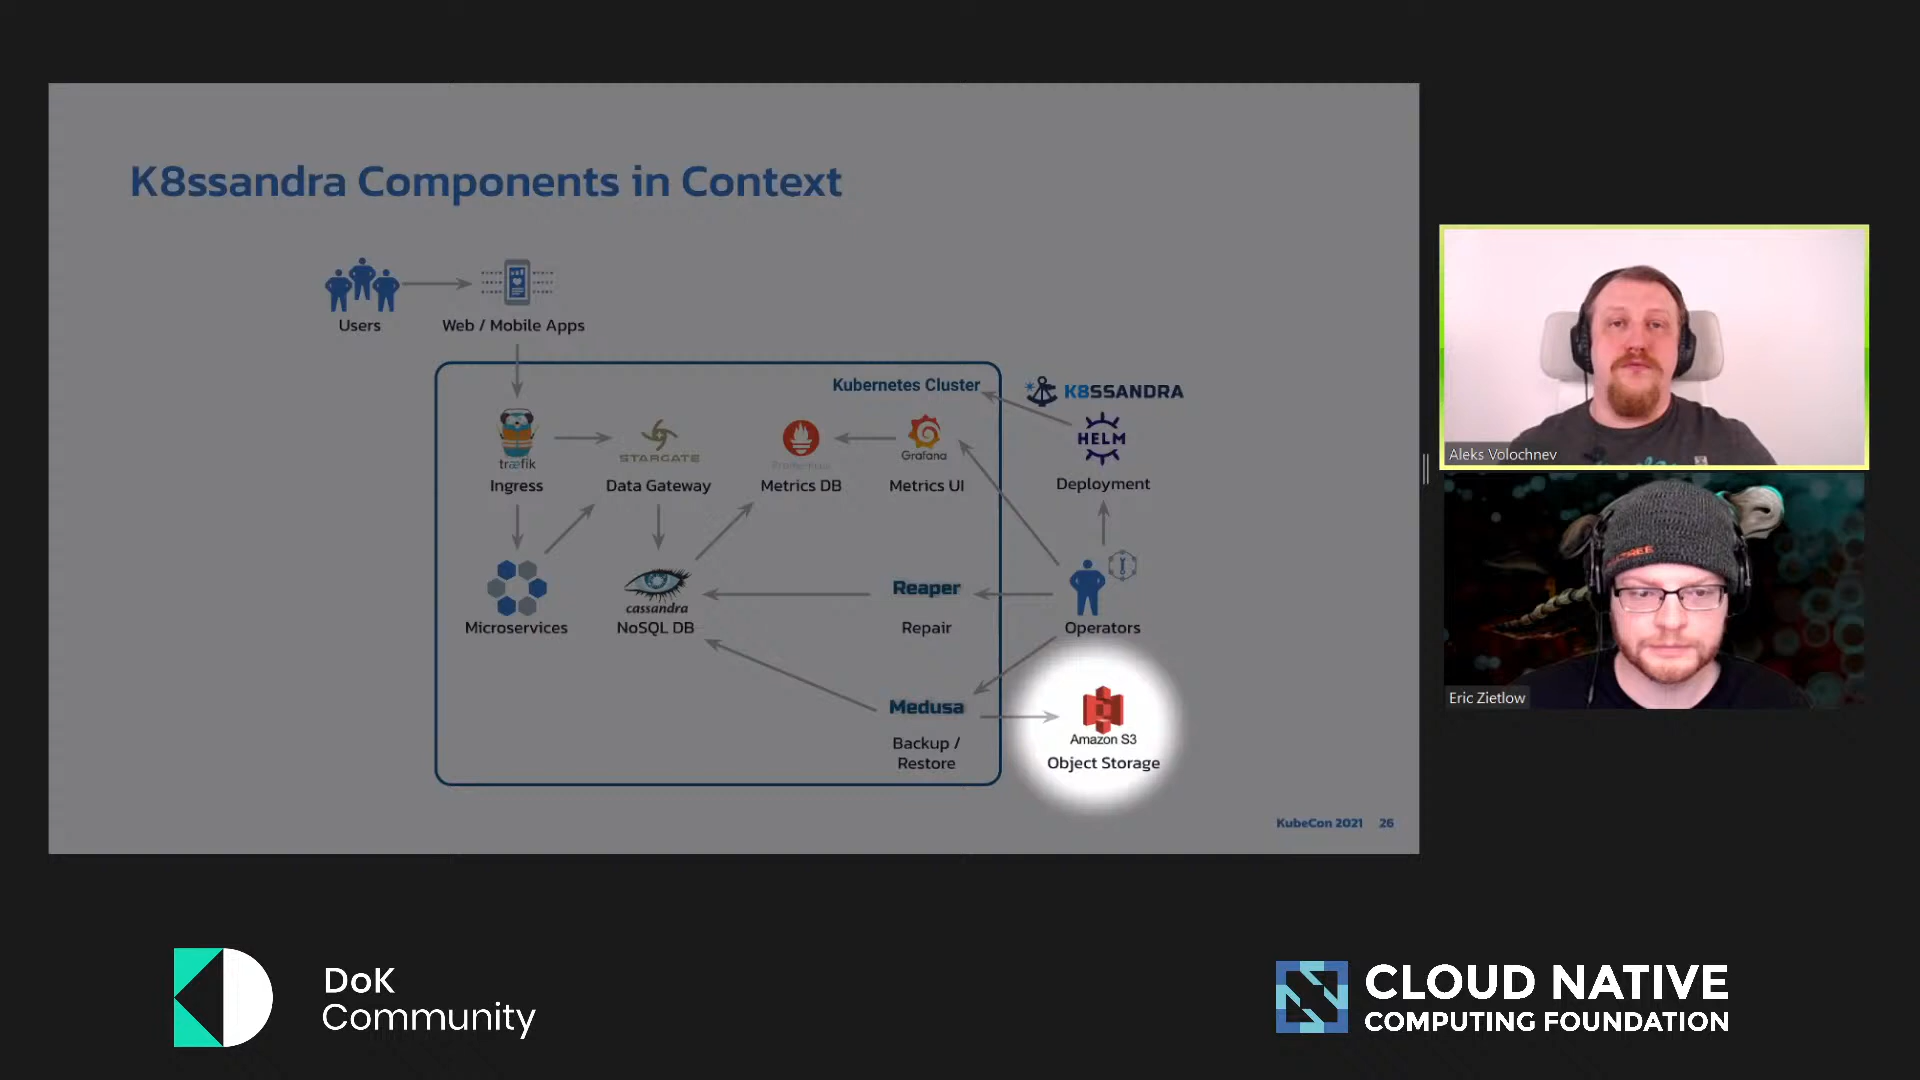 K8ssandra Components in Context
Users
Web / Mobile Apps
Kubernetes Cluster
K8SSANDRA
træfik
Ingress
STARGATE
Data Gateway
Prometheus
Metrics DB
Grafana
Metrics UI
HELM
Deployment
Microservices
cassandra
NoSQL DB
Reaper
Repair
Operators
Medusa
Backup /
Restore
Amazon S3
Object Storage
KubeCon 2021 26
Aleks Volochnev
Eric Zietlow
DoK
Community
CLOUD NATIVE
COMPUTING FOUNDATION